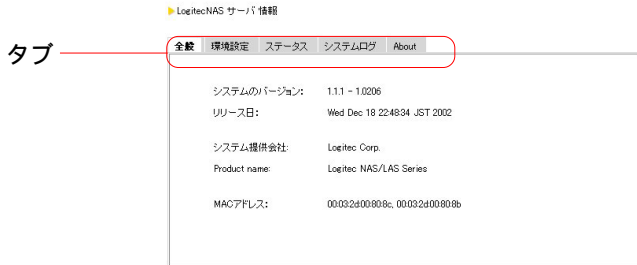 LogitecNAS サーバ 情報
タブ
全般 環境設定 ステータス システムログ About
システムのバージョン: 1.1.1 - 1.0206
リリース日: Wed Dec 18 22:48:34 JST 2002
システム提供会社: Logitec Corp.
Product name: Logitec NAS/LAS Series
MACアドレス: 00:03:2d:00:80:8c, 00:03:2d:00:80:8b